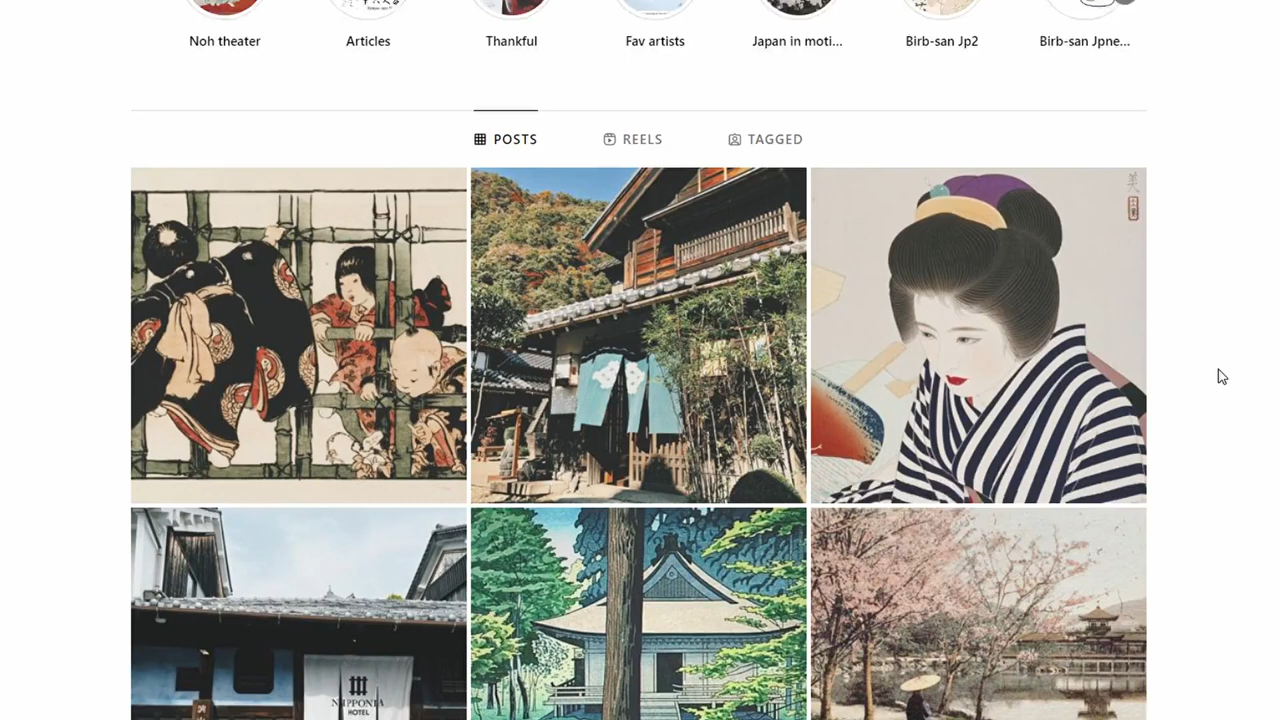 Noh theater
Articles
Thankful
Fav artists
Japan in moti...
Birb-san Jp2
Birb-san Jpne...
POSTS
REELS
TAGGED
美
NIPPONIA
HOTEL